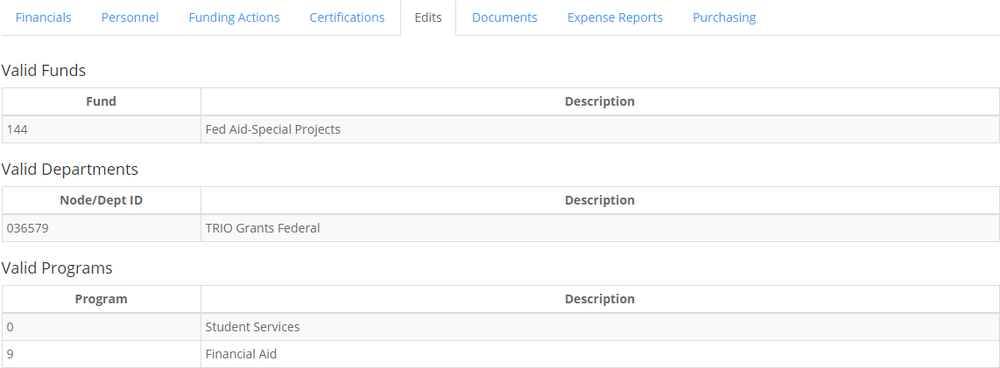 Financials Personnel Funding Actions Certifications Edits Documents Expense Reports Purchasing
Valid Funds
Fund Description
144 Fed Aid-Special Projects
Valid Departments
Node/Dept ID Description
036579 TRIO Grants Federal
Valid Programs
Program Description
0 Student Services
9 Financial Aid